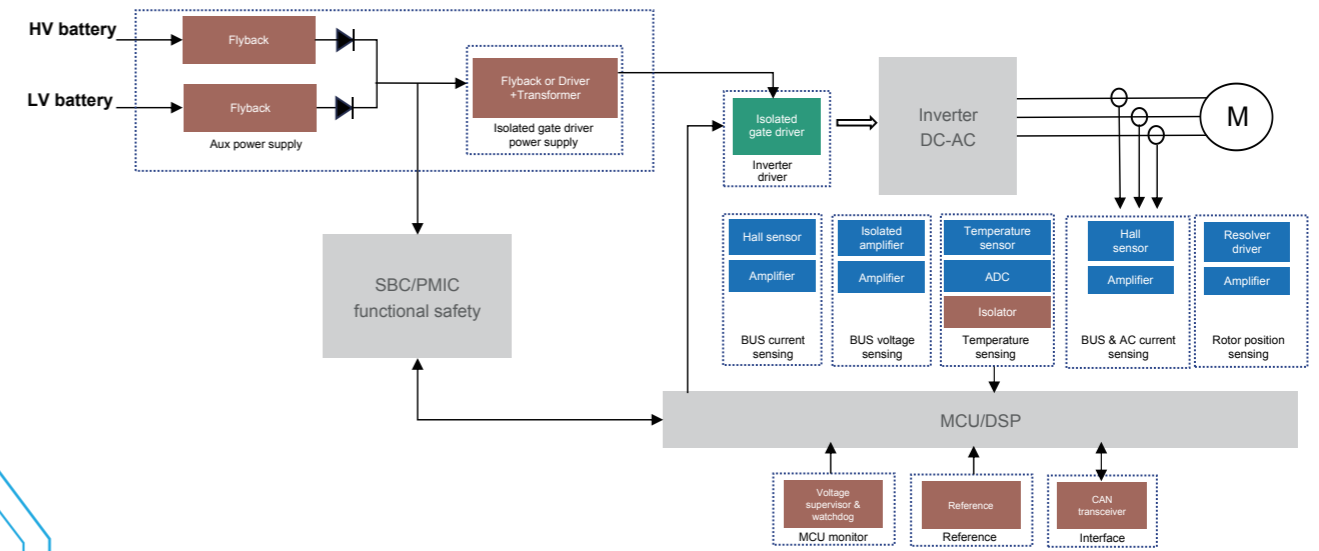 HV battery
Flyback
LV battery
Flyback
Aux power supply
Flyback or Driver
+Transformer
Isolated gate driver
power supply
Isolated
gate driver
Inverter
driver
Inverter
DC-AC
M
SBC/PMIC
functional safety
Hall sensor
Amplifier
BUS current
sensing
Isolated
amplifier
Amplifier
BUS voltage
sensing
Temperature
sensor
ADC
Isolator
Temperature
sensing
Hall
sensor
Amplifier
BUS & AC current
sensing
Resolver
driver
Amplifier
Rotor position
sensing
MCU/DSP
Voltage
supervisor &
watchdog
MCU monitor
Reference
Reference
CAN
transceiver
Interface